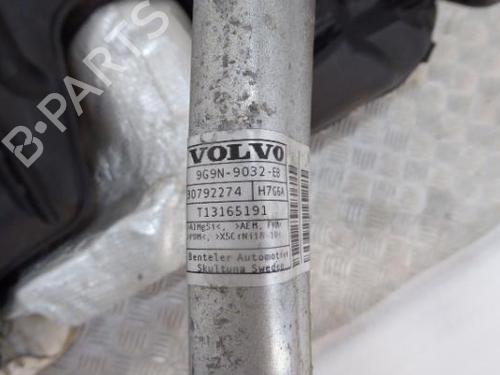 B-PARTS
VOLVO
9G9N-9032-EB
30792274 H7G6A
T13165191
Benteler Automotive
Skultuna Sweden